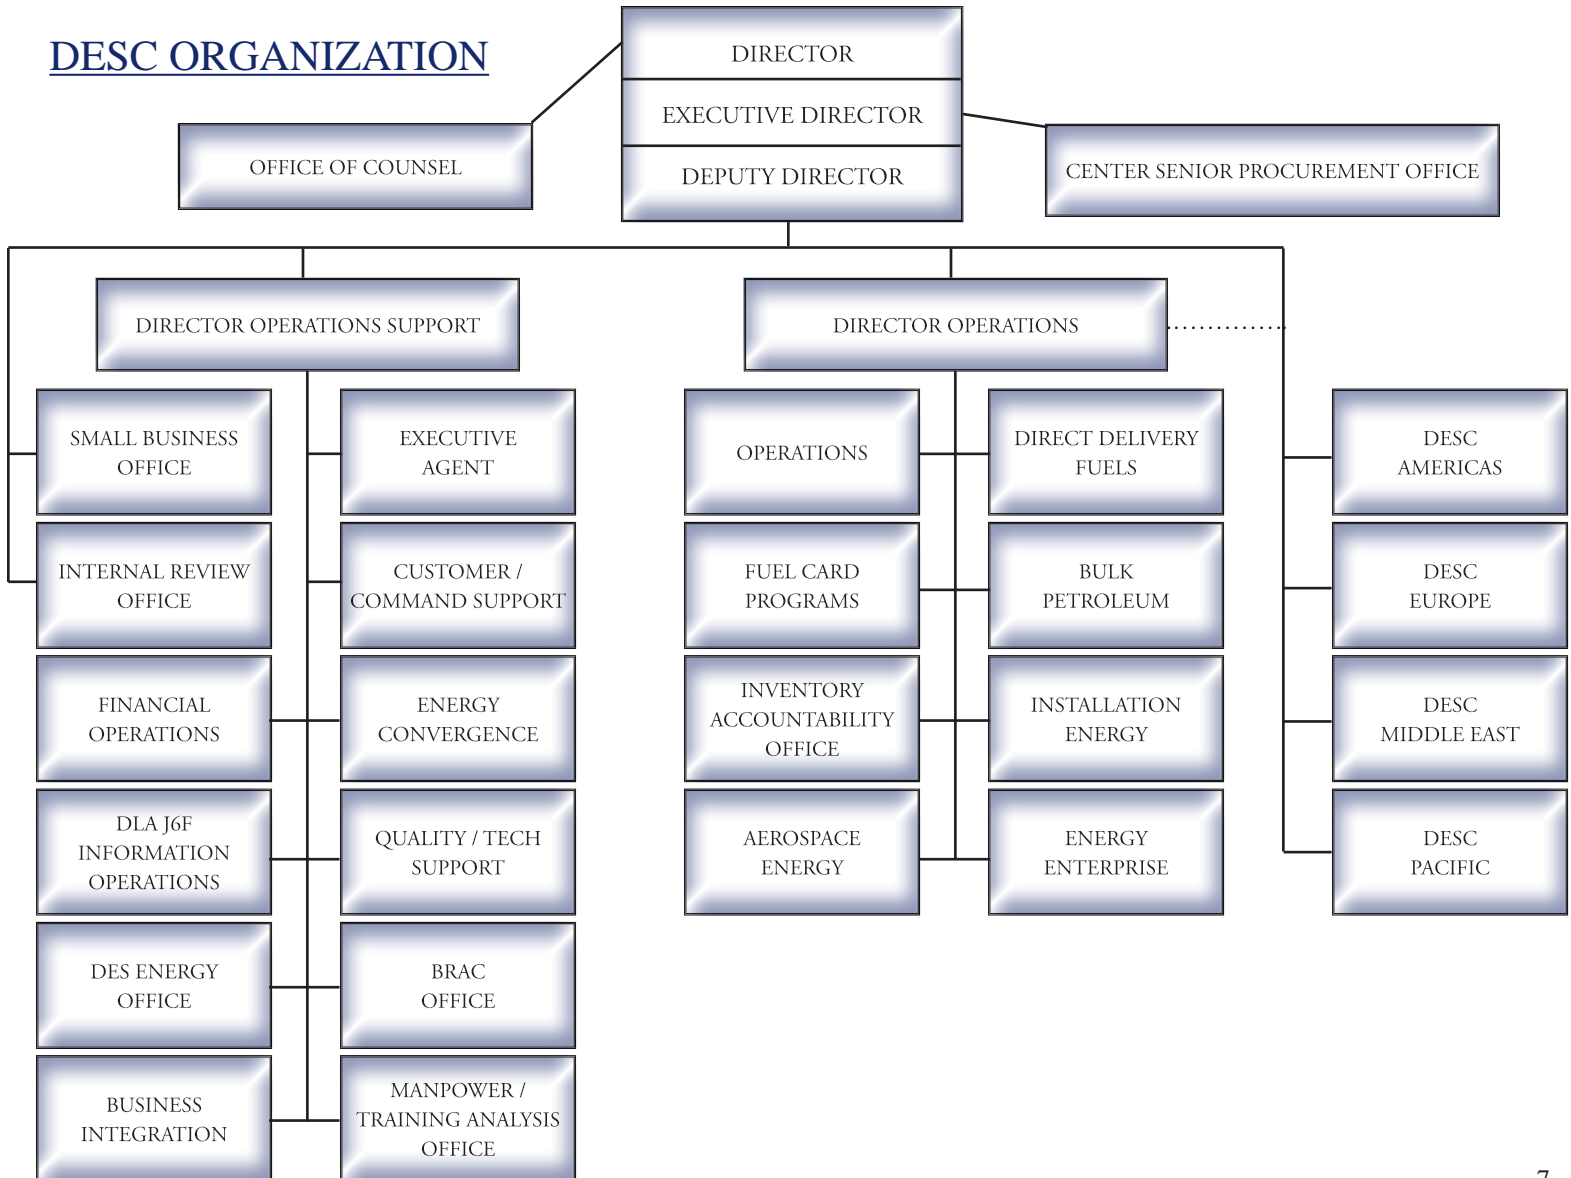 DESC ORGANIZATION
DIRECTOR
EXECUTIVE DIRECTOR
DEPUTY DIRECTOR
OFFICE OF COUNSEL
CENTER SENIOR PROCUREMENT OFFICE
DIRECTOR OPERATIONS SUPPORT
DIRECTOR OPERATIONS
SMALL BUSINESS
OFFICE
EXECUTIVE
AGENT
INTERNAL REVIEW
OFFICE
CUSTOMER /
COMMAND SUPPORT
FINANCIAL
OPERATIONS
ENERGY
CONVERGENCE
DLA J6F
INFORMATION
OPERATIONS
QUALITY / TECH
SUPPORT
DES ENERGY
OFFICE
BRAC
OFFICE
BUSINESS
INTEGRATION
MANPOWER /
TRAINING ANALYSIS
OFFICE
OPERATIONS
DIRECT DELIVERY
FUELS
FUEL CARD
PROGRAMS
BULK
PETROLEUM
INVENTORY
ACCOUNTABILITY
OFFICE
INSTALLATION
ENERGY
AEROSPACE
ENERGY
ENERGY
ENTERPRISE
DESC
AMERICAS
DESC
EUROPE
DESC
MIDDLE EAST
DESC
PACIFIC
7